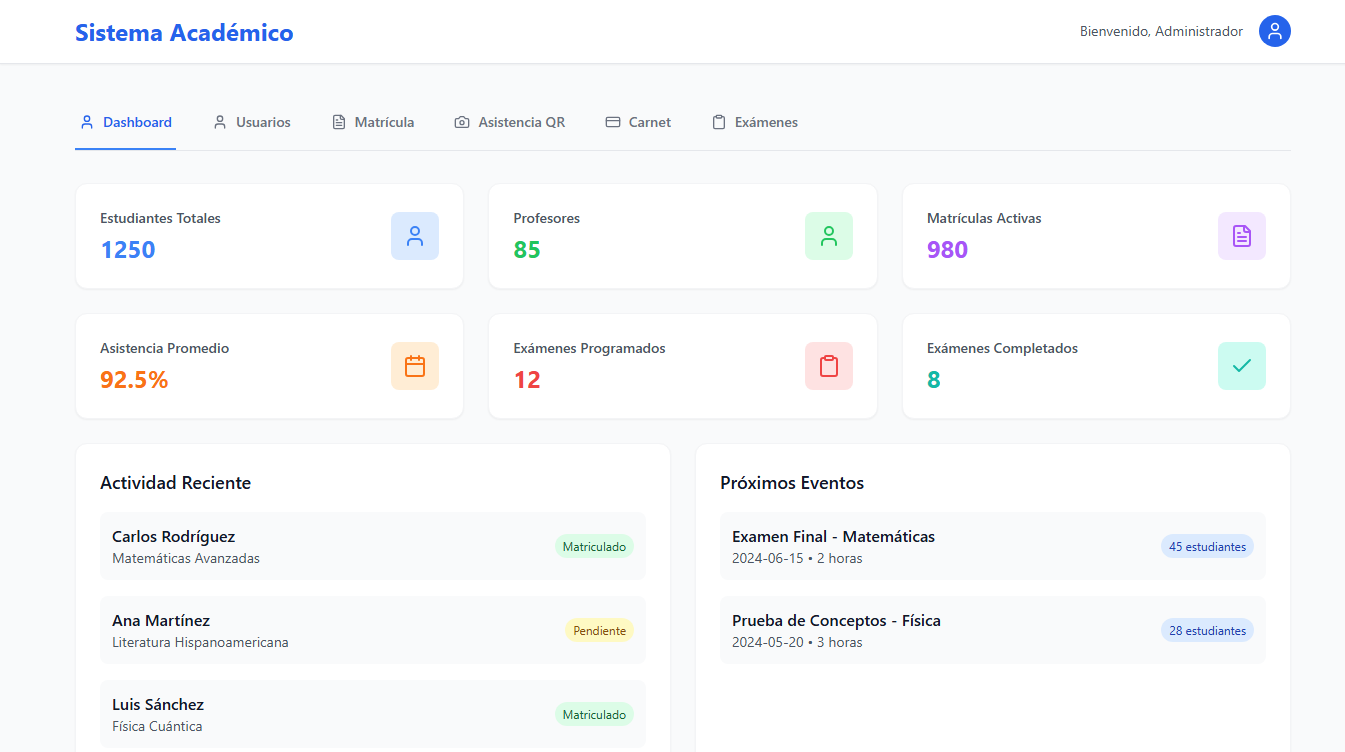 Sistema Académico
Bienvenido, Administrador
Dashboard
Usuarios
Matrícula
Asistencia QR
Carnet
Exámenes
Estudiantes Totales
1250
Profesores
85
Matrículas Activas
980
Asistencia Promedio
92.5%
Exámenes Programados
12
Exámenes Completados
8
Actividad Reciente
Carlos Rodríguez
Matemáticas Avanzadas
Matriculado
Ana Martínez
Literatura Hispanoamericana
Pendiente
Luis Sánchez
Física Cuántica
Matriculado
Próximos Eventos
Examen Final - Matemáticas
2024-06-15 • 2 horas
45 estudiantes
Prueba de Conceptos - Física
2024-05-20 • 3 horas
28 estudiantes